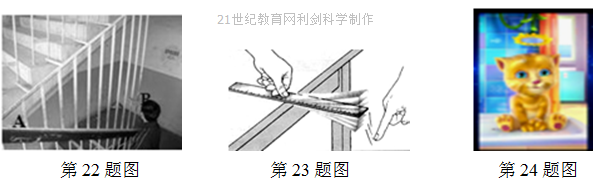 21世纪教育网利剑科学制作
A
B
第 22 题图
第 23 题图
第 24 题图